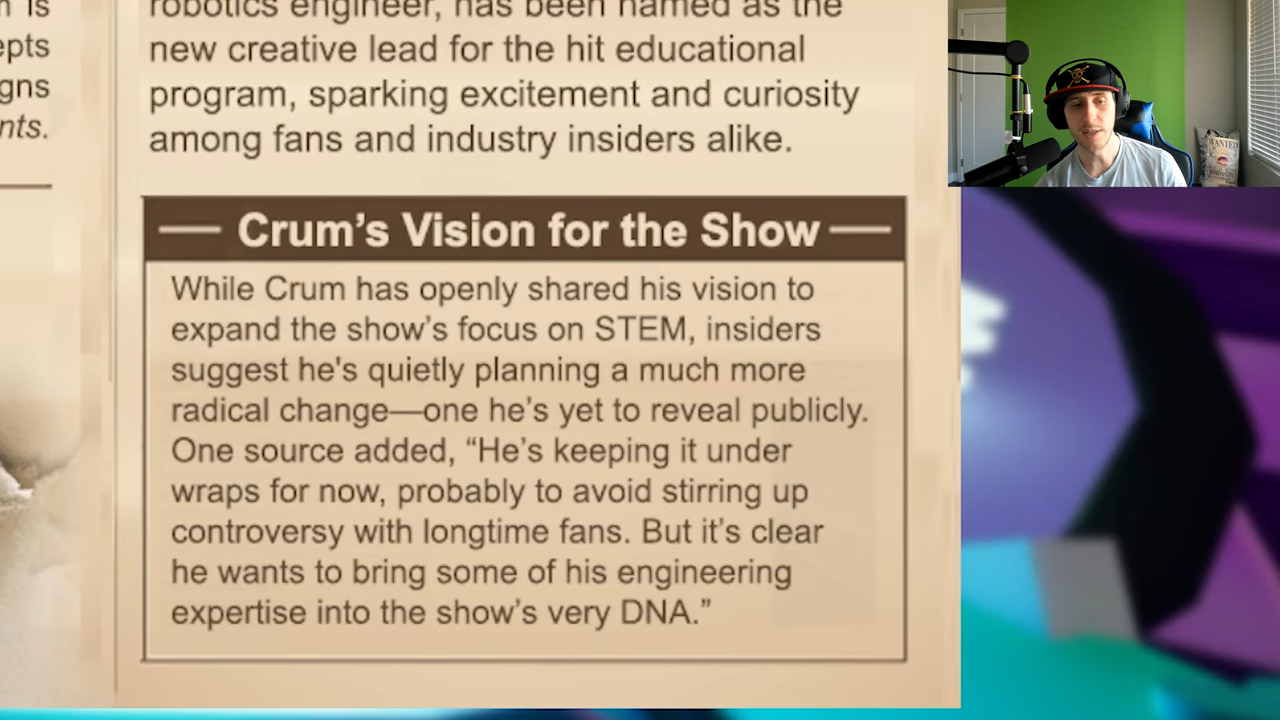 is
epts
gns
nts.
robotics engineer, has been named as the
new creative lead for the hit educational
program, sparking excitement and curiosity
among fans and industry insiders alike.
Crum’s Vision for the Show
While Crum has openly shared his vision to
expand the show’s focus on STEM, insiders
suggest he's quietly planning a much more
radical change—one he’s yet to reveal publicly.
One source added, “He’s keeping it under
wraps for now, probably to avoid stirring up
controversy with longtime fans. But it’s clear
he wants to bring some of his engineering
expertise into the show’s very DNA.”
WANTED